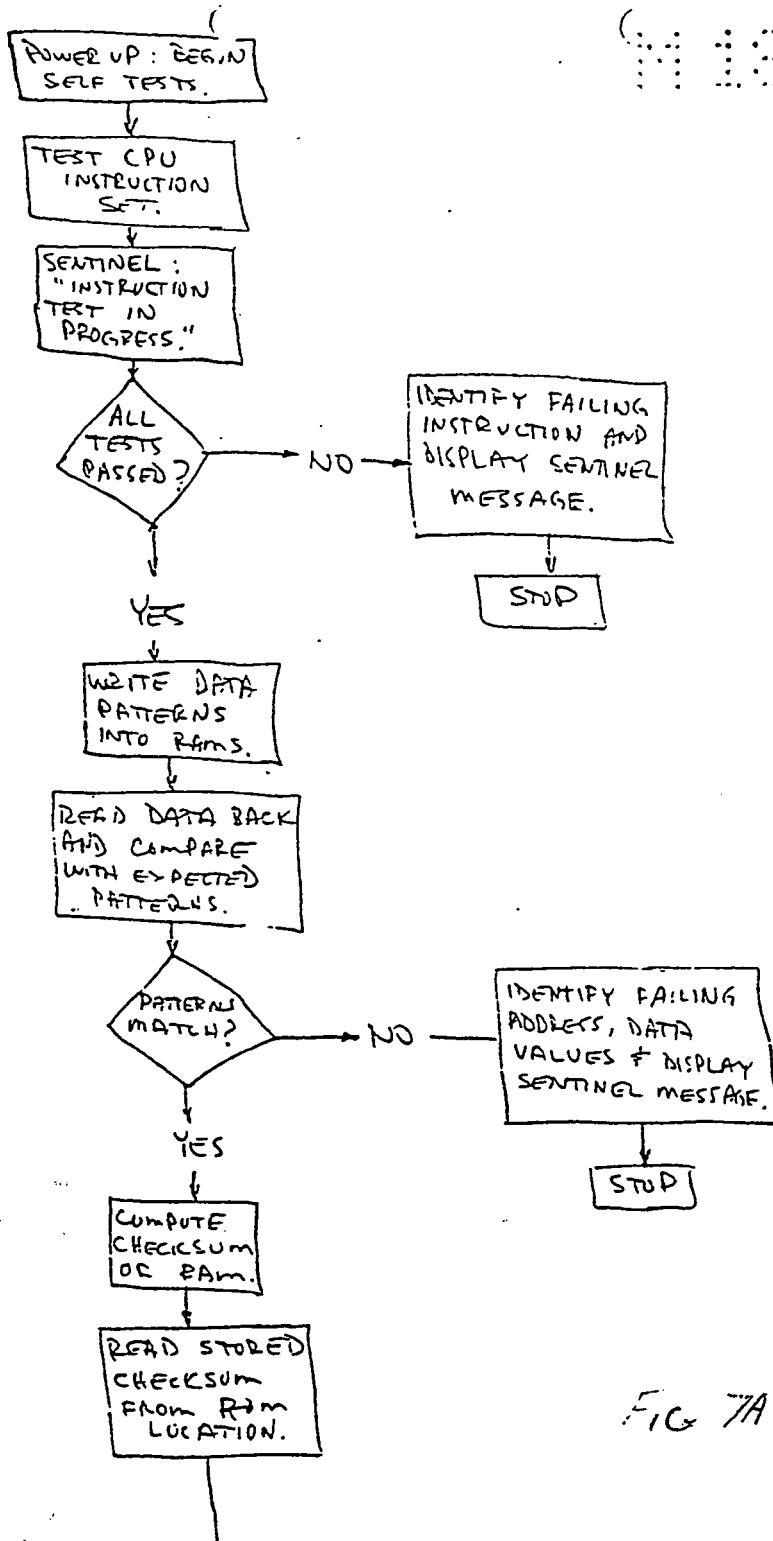 POWER UP: BEGIN
SELF TESTS.
TEST CPU
INSTRUCTION
SET.
SENTINEL:
"INSTRUCTION
TEST IN
PROGRESS."
ALL
TESTS
PASSED?
NO
IDENTIFY FAILING
INSTRUCTION AND
DISPLAY SENTINEL
MESSAGE.
STOP
YES
WRITE DATA
PATTERNS
INTO RAMS.
READ DATA BACK
AND COMPARE
WITH EXPECTED
PATTERNS.
PATTERNS
MATCH?
NO
IDENTIFY FAILING
ADDRESS, DATA
VALUES & DISPLAY
SENTINEL MESSAGE.
STOP
YES
COMPUTE
CHECKSUM
OF RAM.
READ STORED
CHECKSUM
FROM
LOCATION.
FIG 7A